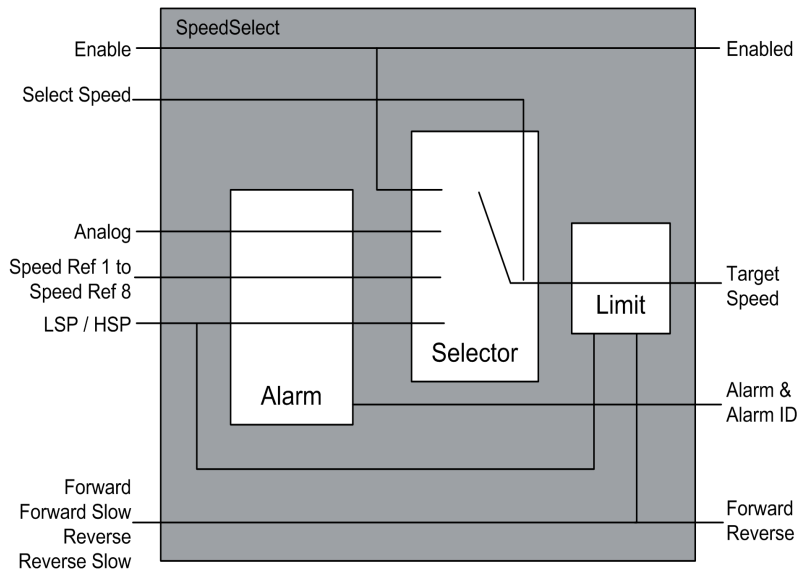 SpeedSelect
Enable
Enabled
Select Speed
Analog
Speed Ref 1 to
Speed Ref 8
LSP / HSP
Target
Speed
Limit
Selector
Alarm
Alarm &
Alarm ID
Forward
Forward Slow
Reverse
Reverse Slow
Forward
Reverse